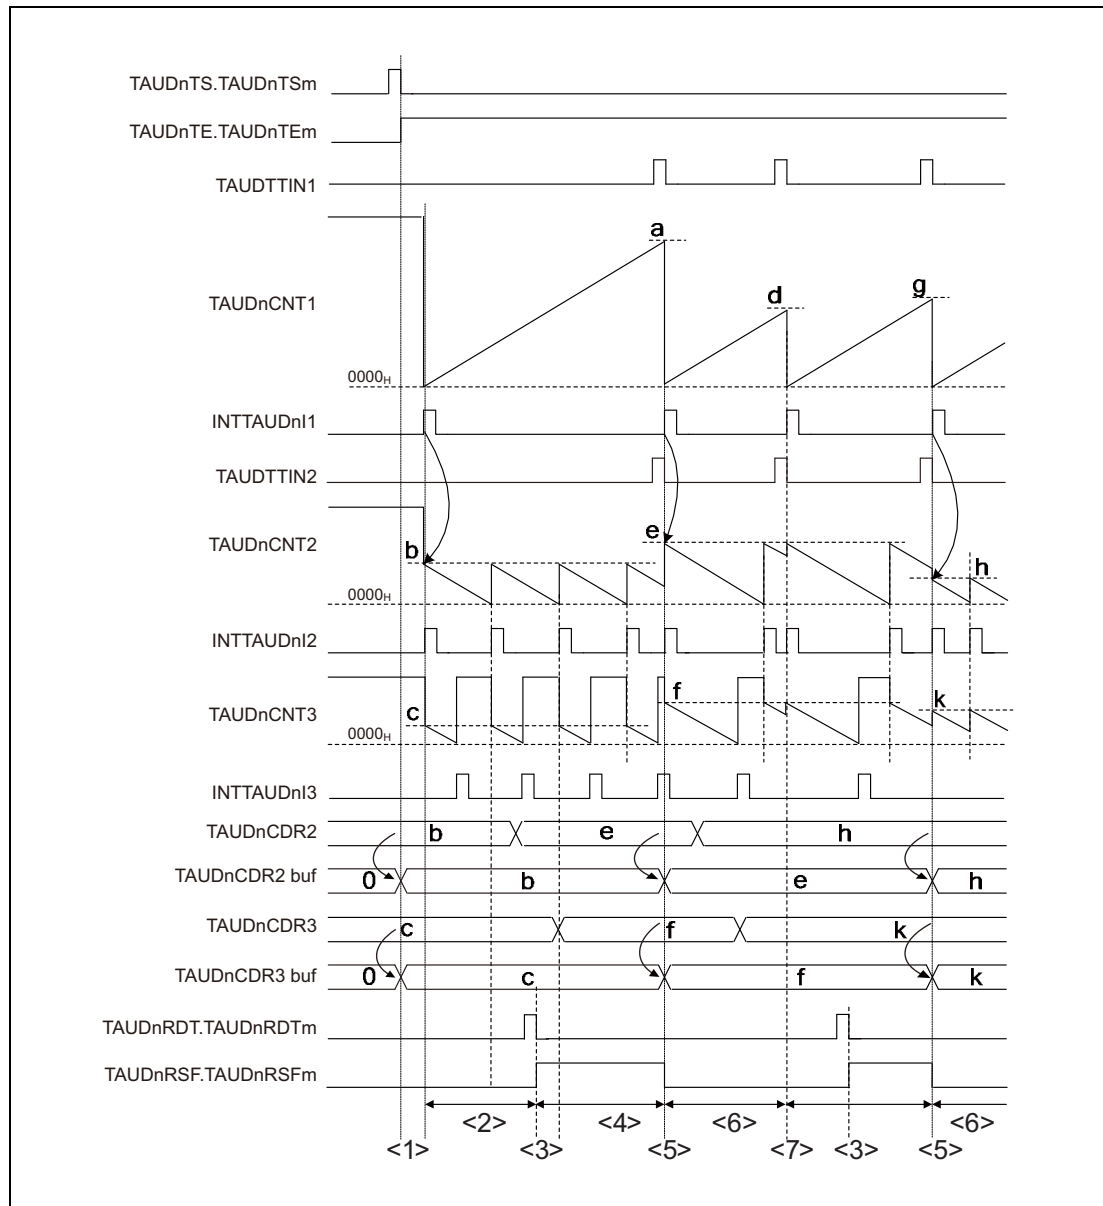 TAUDnTS.TAUDnTSm
TAUDnTE.TAUDnTEm
TAUDTTIN1
a
d
g
TAUDnCNT1
0000H
INTTAUDnI1
TAUDTTIN2
TAUDnCNT2
b
e
h
0000H
INTTAUDnI2
TAUDnCNT3
c
f
k
0000H
INTTAUDnI3
TAUDnCDR2
b
e
h
TAUDnCDR2 buf
0
b
e
h
TAUDnCDR3
c
f
k
TAUDnCDR3 buf
0
c
f
k
TAUDnRDT.TAUDnRDTm
TAUDnRSF.TAUDnRSFm
<2>
<4>
<6>
<6>
<1>
<3>
<5>
<7>
<3>
<5>